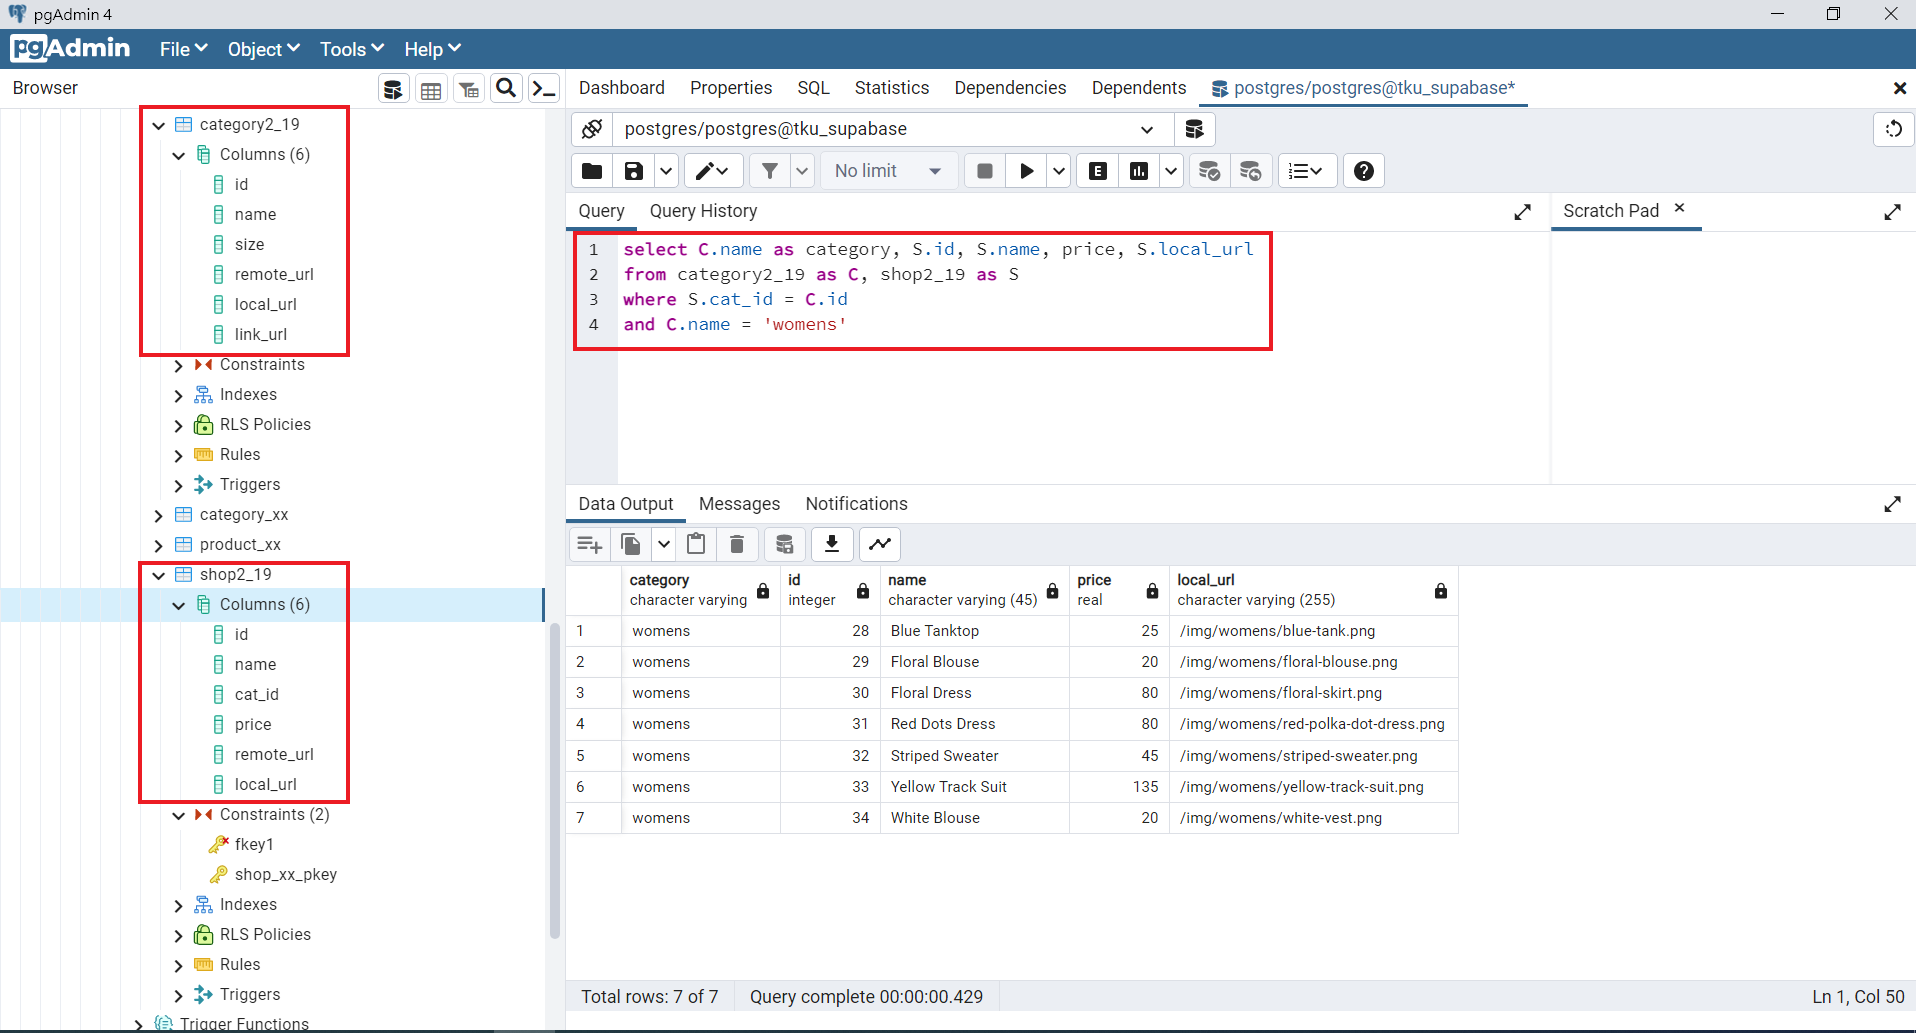 pgAdmin 4
pgAdmin File Object Tools Help
Browser
Dashboard Properties SQL Statistics Dependencies Dependents postgres/postgres@tku_supabase*
category2_19
Columns (6)
id
name
size
remote_url
local_url
link_url
Constraints
Indexes
RLS Policies
Rules
Triggers
category_xx
product_xx
shop2_19
Columns (6)
id
name
cat_id
price
remote_url
local_url
Constraints (2)
fkey1
shop_xx_pkey
Indexes
RLS Policies
Rules
Triggers
Trigger Functions
postgres/postgres@tku_supabase
No limit
E
Query Query History
Scratch Pad
1 select C.name as category, S.id, S.name, price, S.local_url
2 from category2_19 as C, shop2_19 as S
3 where S.cat_id = C.id
4 and C.name = 'womens'
Data Output Messages Notifications
category id name price local_url
character varying integer character varying (45) real character varying (255)
1 womens 28 Blue Tanktop 25 /img/womens/blue-tank.png
2 womens 29 Floral Blouse 20 /img/womens/floral-blouse.png
3 womens 30 Floral Dress 80 /img/womens/floral-skirt.png
4 womens 31 Red Dots Dress 80 /img/womens/red-polka-dot-dress.png
5 womens 32 Striped Sweater 45 /img/womens/striped-sweater.png
6 womens 33 Yellow Track Suit 135 /img/womens/yellow-track-suit.png
7 womens 34 White Blouse 20 /img/womens/white-vest.png
Total rows: 7 of 7 Query complete 00:00:00.429 Ln 1, Col 50